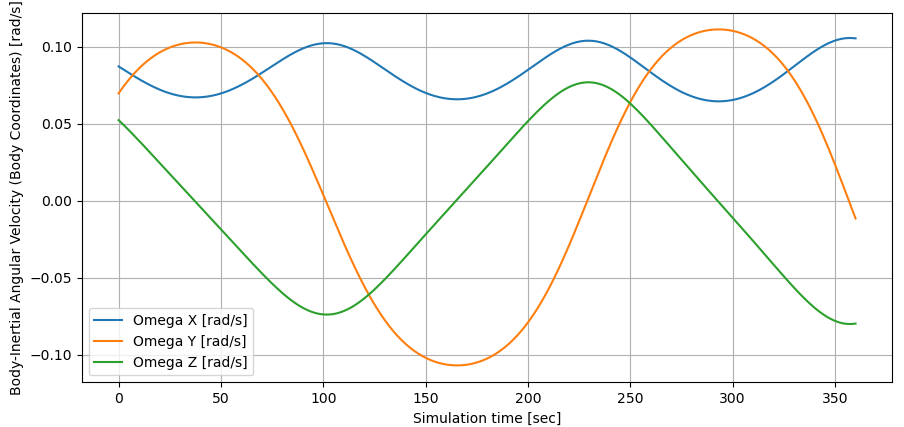 Body-Inertial Angular Velocity (Body Coordinates) [rad/s]
0.10
0.05
0.00
−0.05
−0.10
Omega X [rad/s]
Omega Y [rad/s]
Omega Z [rad/s]
0 50 100 150 200 250 300 350
Simulation time [sec]